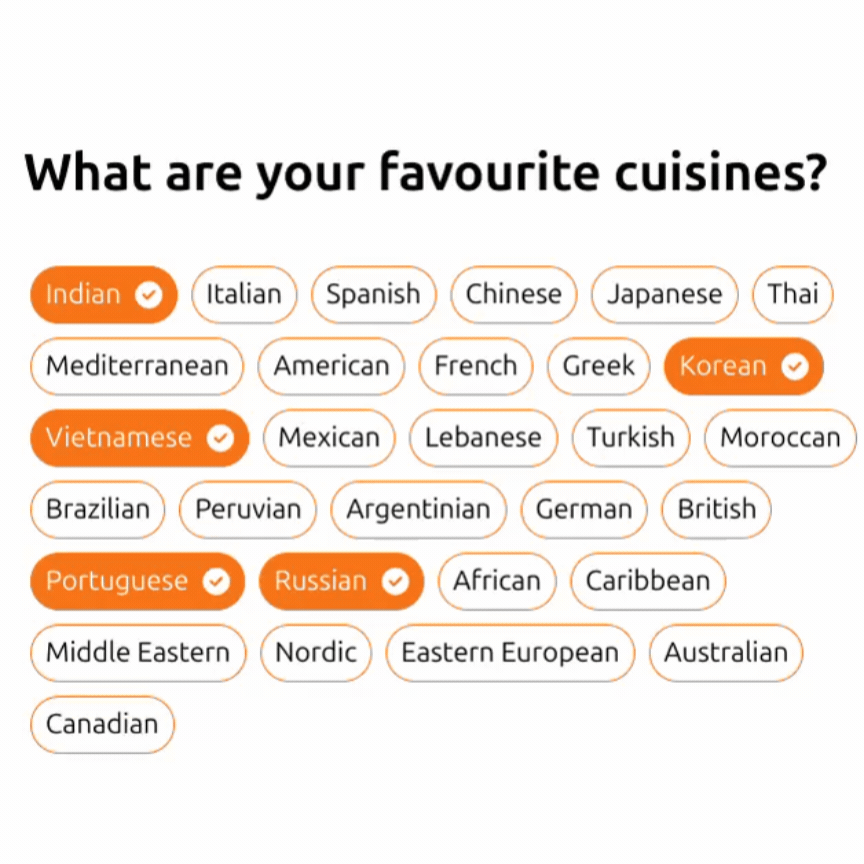 What are your favourite cuisines?
Indian Italian Spanish Chinese Japanese Thai
Mediterranean American French Greek Korean
Vietnamese Mexican Lebanese Turkish Moroccan
Brazilian Peruvian Argentinian German British
Portuguese Russian African Caribbean
Middle Eastern Nordic Eastern European Australian
Canadian